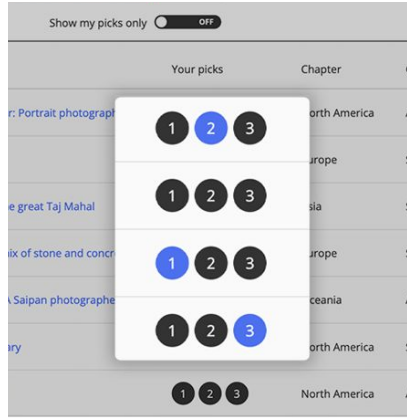 Show my picks only OFF
Your picks Chapter
r: Portrait photograph 1 2 3 orth America
urope
e great Taj Mahal 1 2 3 sia
ix of stone and concr 1 2 3 urope
A Saipan photographe ceania
ary 1 2 3 orth America
1 2 3 North America